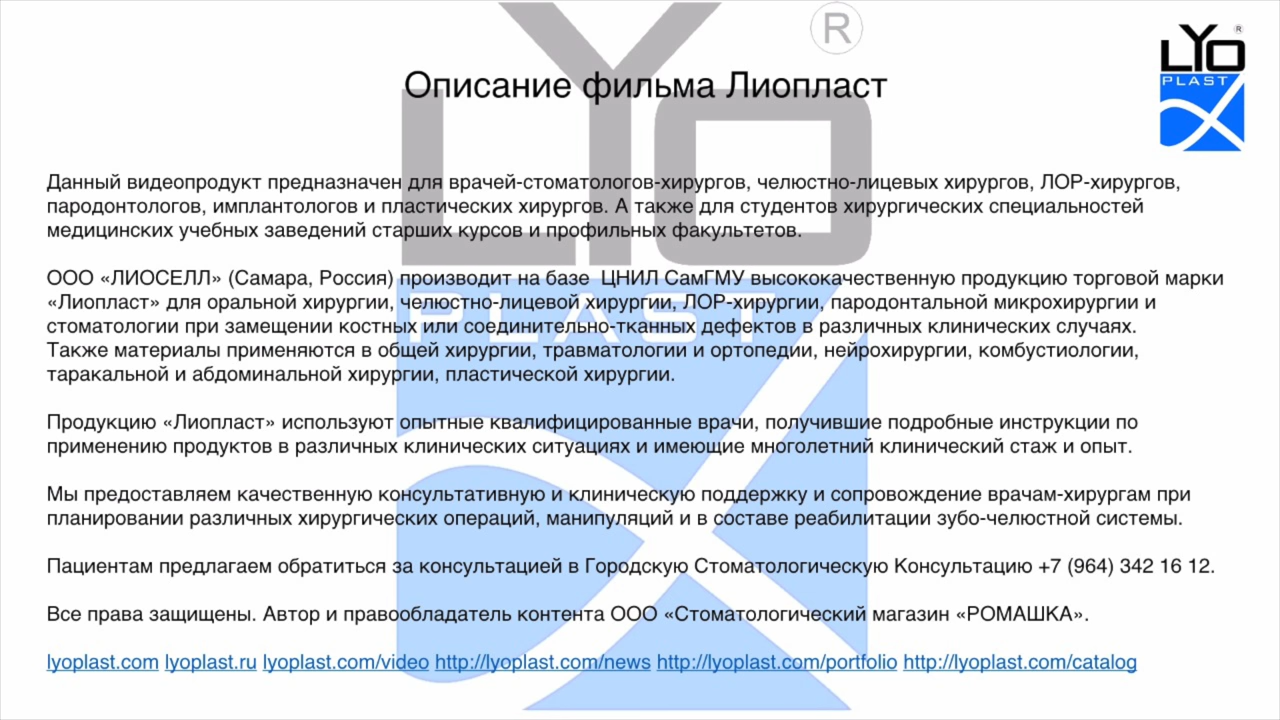 LYO
PLAST
®
LYO
®
PLAST
Описание фильма Лиопласт
Данный видеопродукт предназначен для врачей-стоматологов-хирургов, челюстно-лицевых хирургов, ЛОР-хирургов,
пародонтологов, имплантологов и пластических хирургов. А также для студентов хирургических специальностей
медицинских учебных заведений старших курсов и профильных факультетов.
ООО «ЛИОСЕЛЛ» (Самара, Россия) производит на базе  ЦНИЛ СамГМУ высококачественную продукцию торговой марки
«Лиопласт» для оральной хирургии, челюстно-лицевой хирургии, ЛОР-хирургии, пародонтальной микрохирургии и
стоматологии при замещении костных или соединительно-тканных дефектов в различных клинических случаях.
Также материалы применяются в общей хирургии, травматологии и ортопедии, нейрохирургии, комбустиологии,
таракальной и абдоминальной хирургии, пластической хирургии.
Продукцию «Лиопласт» используют опытные квалифицированные врачи, получившие подробные инструкции по
применению продуктов в различных клинических ситуациях и имеющие многолетний клинический стаж и опыт.
Мы предоставляем качественную консультативную и клиническую поддержку и сопровождение врачам-хирургам при
планировании различных хирургических операций, манипуляций и в составе реабилитации зубо-челюстной системы.
Пациентам предлагаем обратиться за консультацией в Городскую Стоматологическую Консультацию +7 (964) 342 16 12.
Все права защищены. Автор и правообладатель контента ООО «Стоматологический магазин «РОМАШКА».
lyoplast.com lyoplast.ru lyoplast.com/video http://lyoplast.com/news http://lyoplast.com/portfolio http://lyoplast.com/catalog